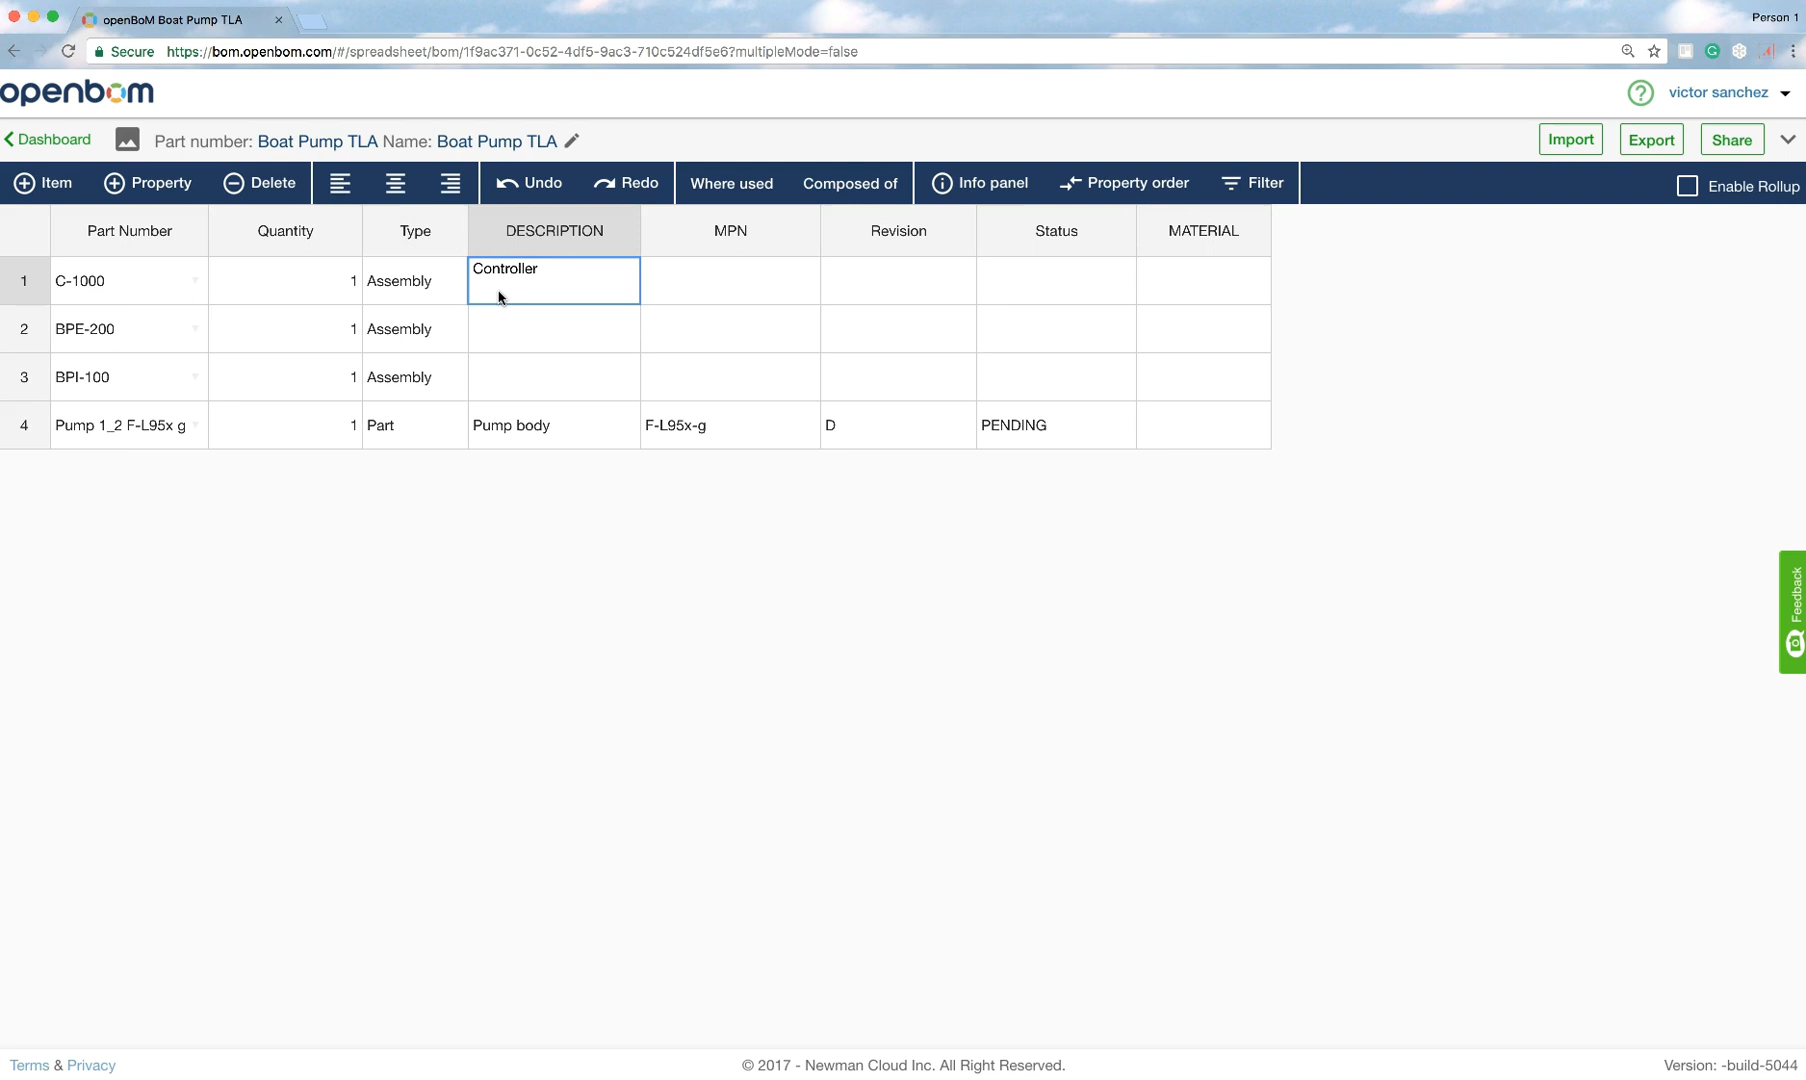 openBoM Boat Pump TLA
Person 1
Secure https://bom.openbom.com/#/spreadsheet/bom/1f9ac371-0c52-4df5-9ac3-710c524df5e6?multipleMode=false
openbom
? victor sanchez
Dashboard Part number: Boat Pump TLA Name: Boat Pump TLA Import Export Share
Item Property Delete Undo Redo Where used Composed of Info panel Property order Filter Enable Rollup
Part Number Quantity Type DESCRIPTION MPN Revision Status MATERIAL
1 C-1000 1 Assembly Controller
2 BPE-200 1 Assembly
3 BPI-100 1 Assembly
4 Pump 1_2 F-L95x g 1 Part Pump body F-L95x-g D PENDING
Feedback
Terms & Privacy © 2017 - Newman Cloud Inc. All Right Reserved. Version: -build-5044